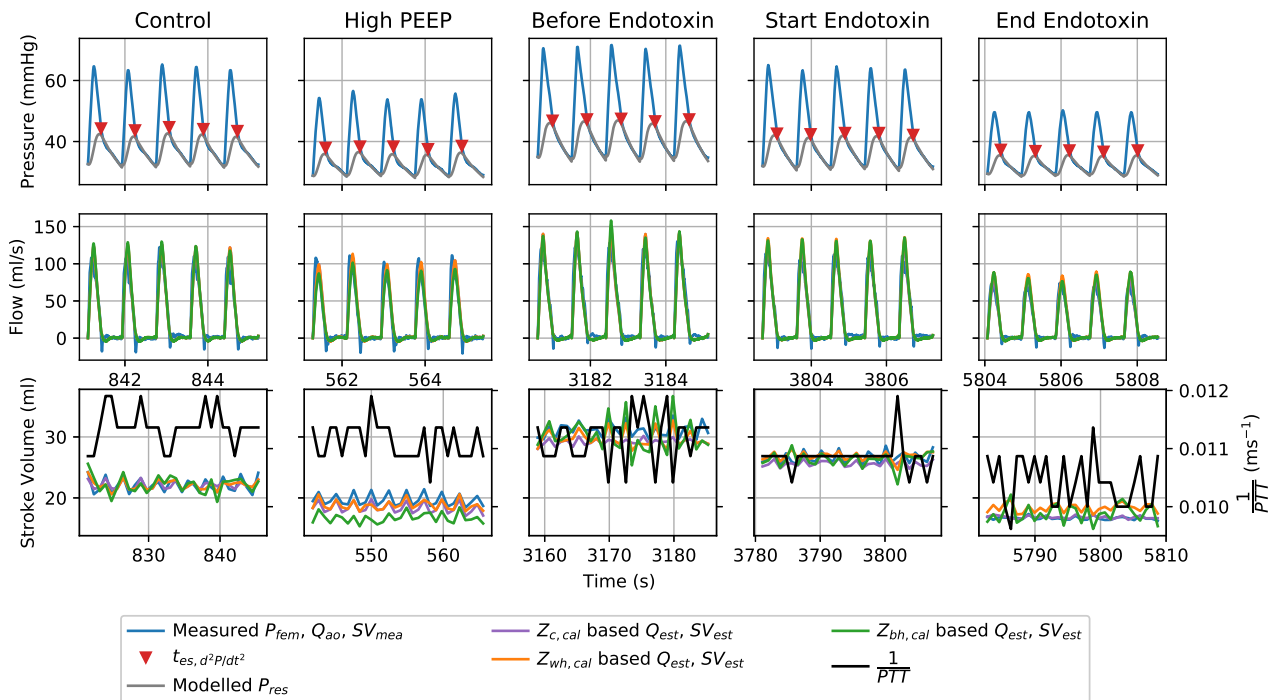 Control High PEEP Before Endotoxin Start Endotoxin End Endotoxin
Pressure (mmHg)
60
40
Flow (ml/s)
150
100
50
0
842 844 562 564 3182 3184 3804 3806 5804 5806 5808
Stroke Volume (ml)
30
20
0.012
0.011
0.010
1/PTT (ms⁻¹)
830 840 550 560 3160 3170 3180 3780 3790 3800 5790 5800 5810
Time (s)
Measured P_fem, Q_ao, SV_mea
t_es, d²P/dt²
Modelled P_res
Z_c,cal based Q_est, SV_est
Z_wh,cal based Q_est, SV_est
Z_bh,cal based Q_est, SV_est
1/PTT